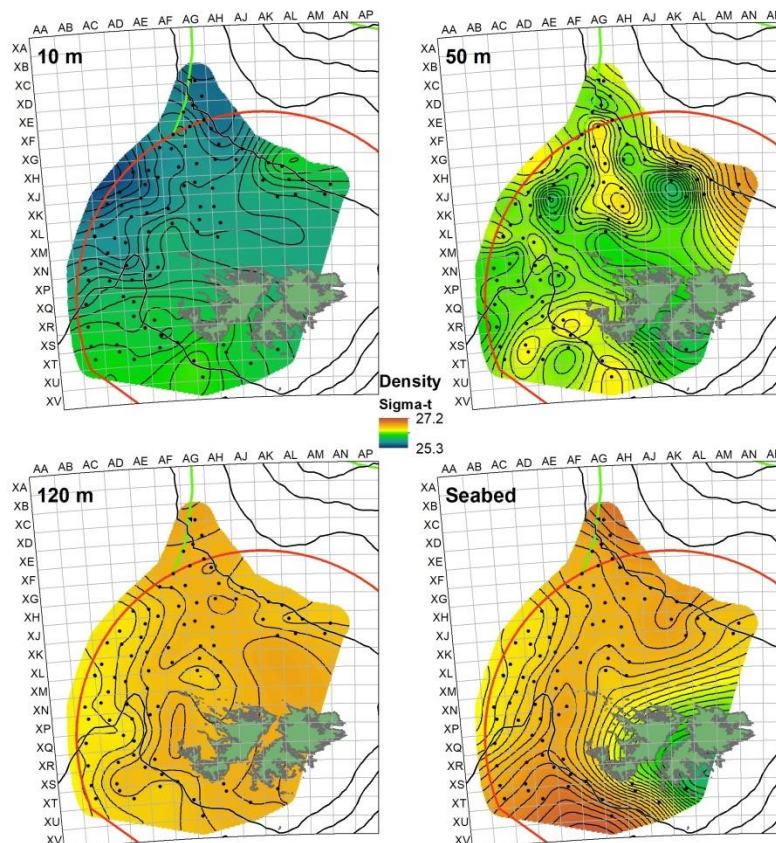 AA AB AC AD AE AF AG AH AJ AK AL AM AN AP
10 m
XA
XB
XC
XD
XE
XF
XG
XH
XJ
XK
XL
XM
XN
XP
XQ
XR
XS
XT
XU
XV
AA AB AC AD AE AF AG AH AJ AK AL AM AN AP
50 m
XA
XB
XC
XD
XE
XF
XG
XH
XJ
XK
XL
XM
XN
XP
XQ
XR
XS
XT
XU
XV
Density
Sigma-t
27.2
25.3
AA AB AC AD AE AF AG AH AJ AK AL AM AN AP
120 m
XA
XB
XC
XD
XE
XF
XG
XH
XJ
XK
XL
XM
XN
XP
XQ
XR
XS
XT
XU
XV
AA AB AC AD AE AF AG AH AJ AK AL AM AN AP
Seabed
XA
XB
XC
XD
XE
XF
XG
XH
XJ
XK
XL
XM
XN
XP
XQ
XR
XS
XT
XU
XV